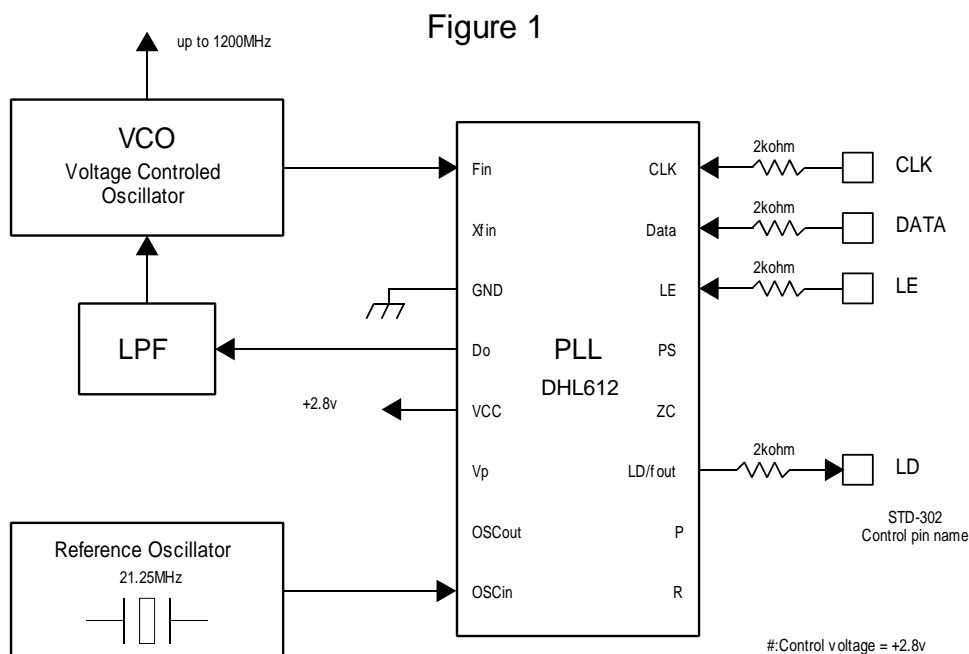 Figure 1
up to 1200MHz
VCO
Voltage Controled
Oscillator
LPF
+2.8v
Reference Oscillator
21.25MHz
Fin
Xfin
GND
Do
VCC
Vp
OSCout
OSCin
PLL
DHL612
CLK
Data
LE
PS
ZC
LD/fout
P
R
2kohm
CLK
2kohm
DATA
2kohm
LE
2kohm
LD
STD-302
Control pin name
#:Control voltage = +2.8v